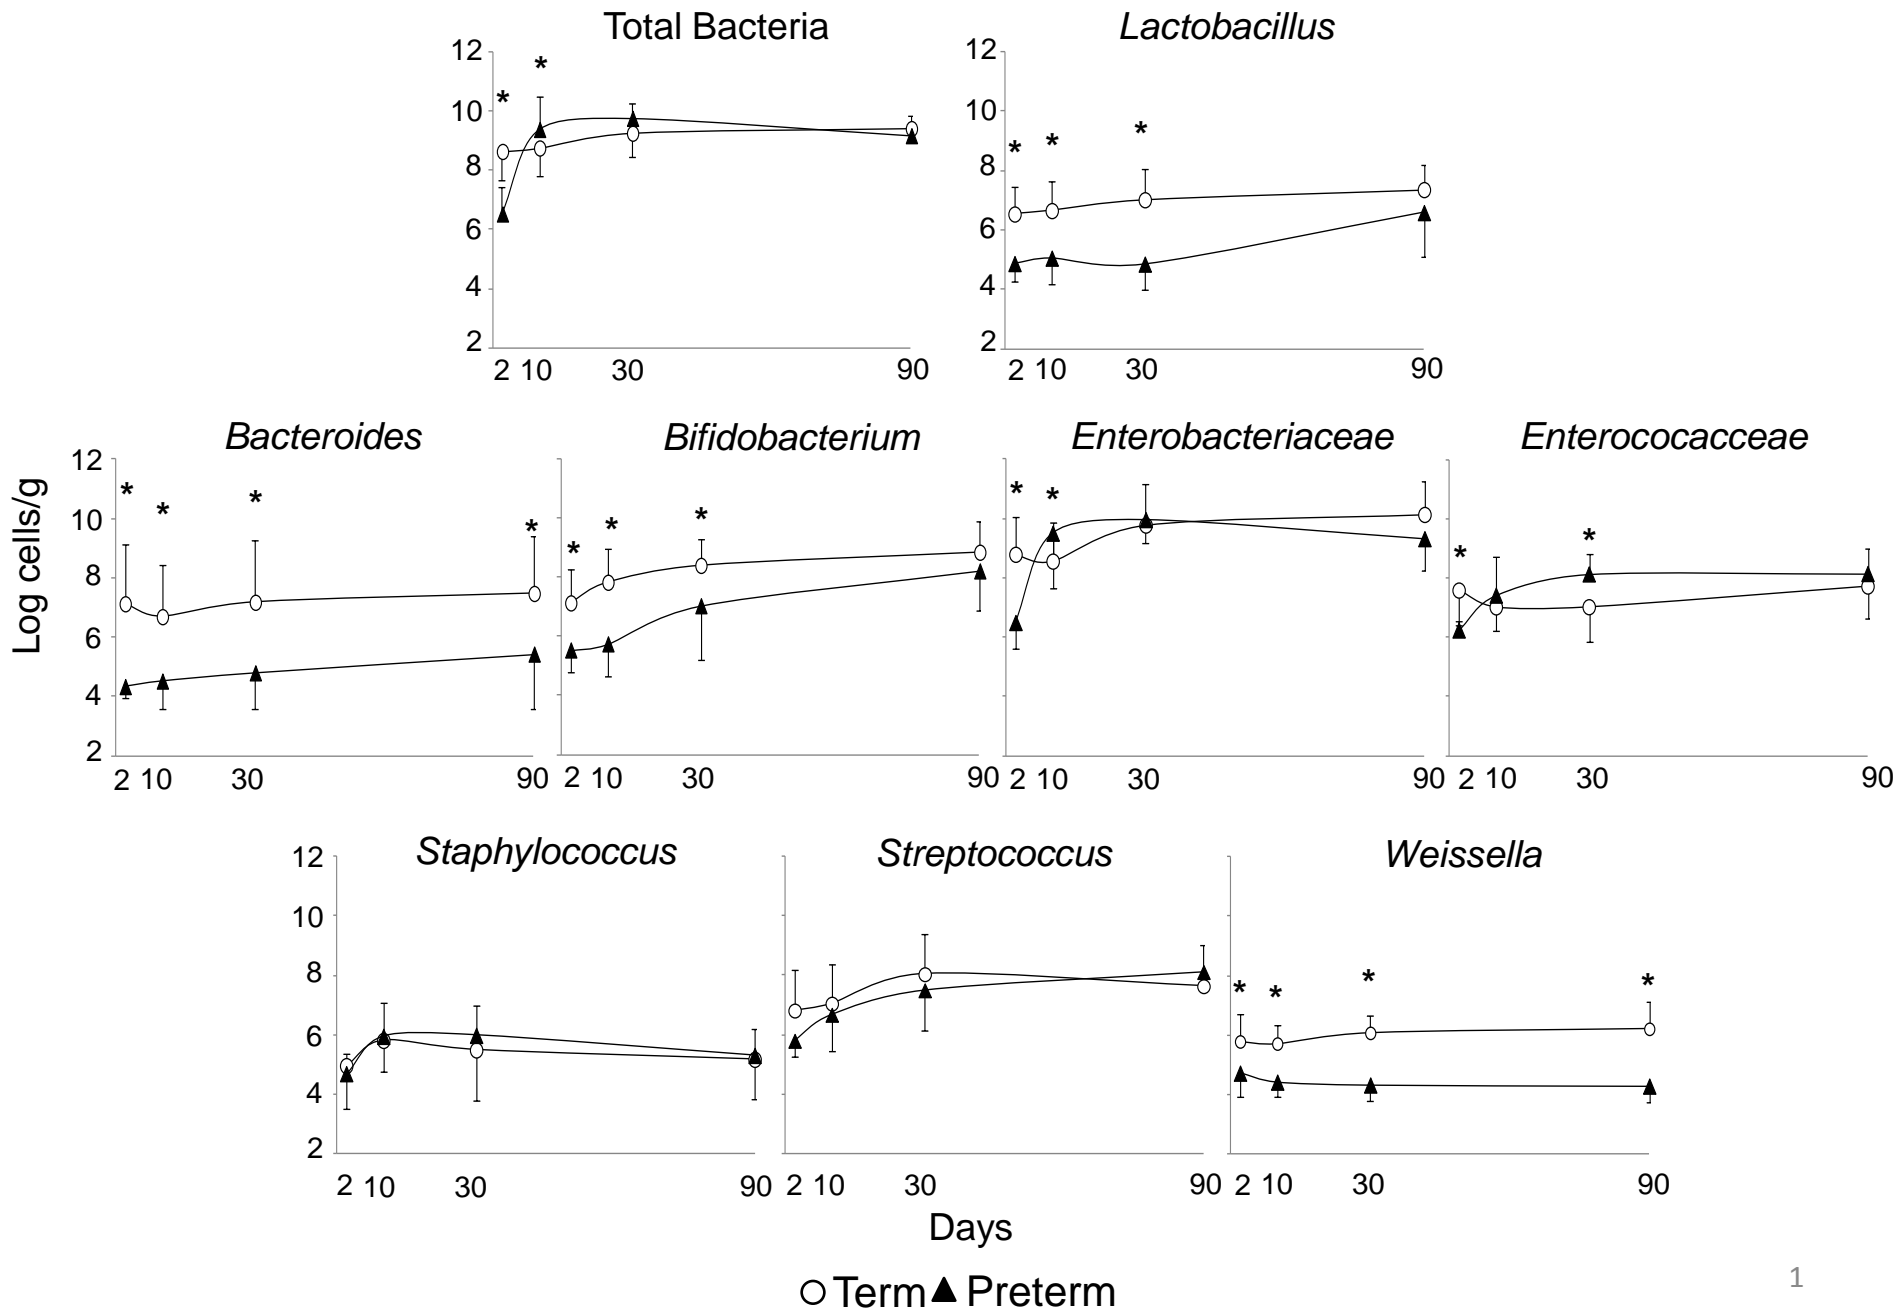 Total Bacteria
Lactobacillus
12
10
8
6
4
2
2 10 30 90
12
10
8
6
4
2
2 10 30 90
* *
* * *
Log cells/g
Bacteroides
Bifidobacterium
Enterobacteriaceae
Enterococacceae
12
10
8
6
4
2
* * * *
* * *
* *
* *
2 10 30 90
2 10 30 90
2 10 30 90
2 10 30 90
Staphylococcus
Streptococcus
Weissella
12
10
8
6
4
2
* * * *
2 10 30 90
2 10 30 90
2 10 30 90
Days
Term Preterm
1